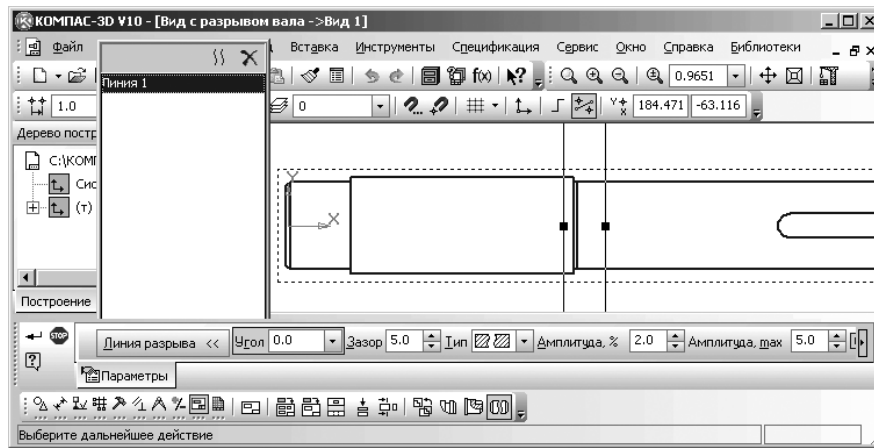 КОМПАС-3D V10 - [Вид с разрывом вала ->Вид 1]
Файл Вставка Инструменты Спецификация Сервис Окно Справка Библиотеки
f(x) 0.9651
Линия 1
1.0 0 184.471 -63.116
Дерево постр
C:\КОМП
Сис
(т)
Y
X
Построение
STOP Линия разрыва << Угол 0.0 Зазор 5.0 Тип Амплитуда, % 2.0 Амплитуда, max 5.0
Параметры
Выберите дальнейшее действие